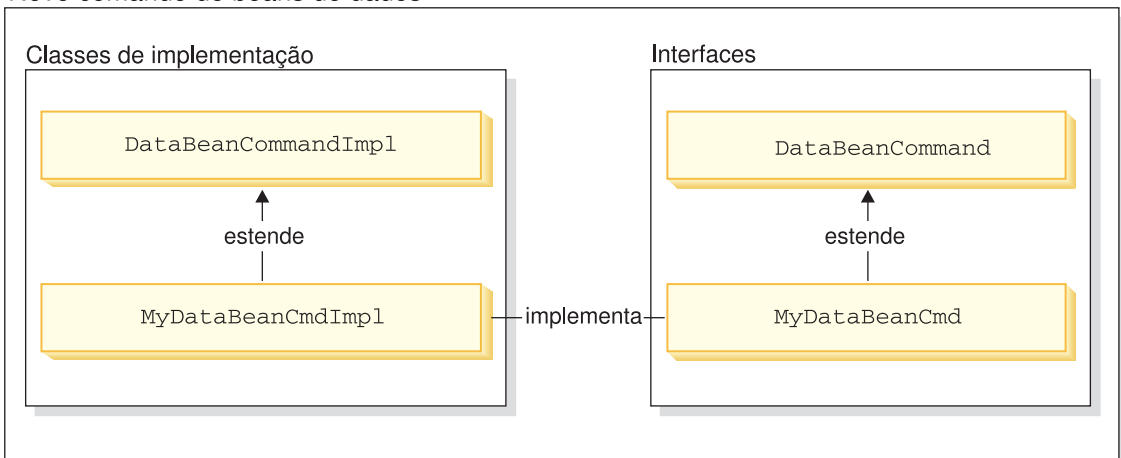 Classes de implementação
Interfaces
DataBeanCommandImpl
DataBeanCommand
estende
estende
MyDataBeanCmdImpl
implementa
MyDataBeanCmd